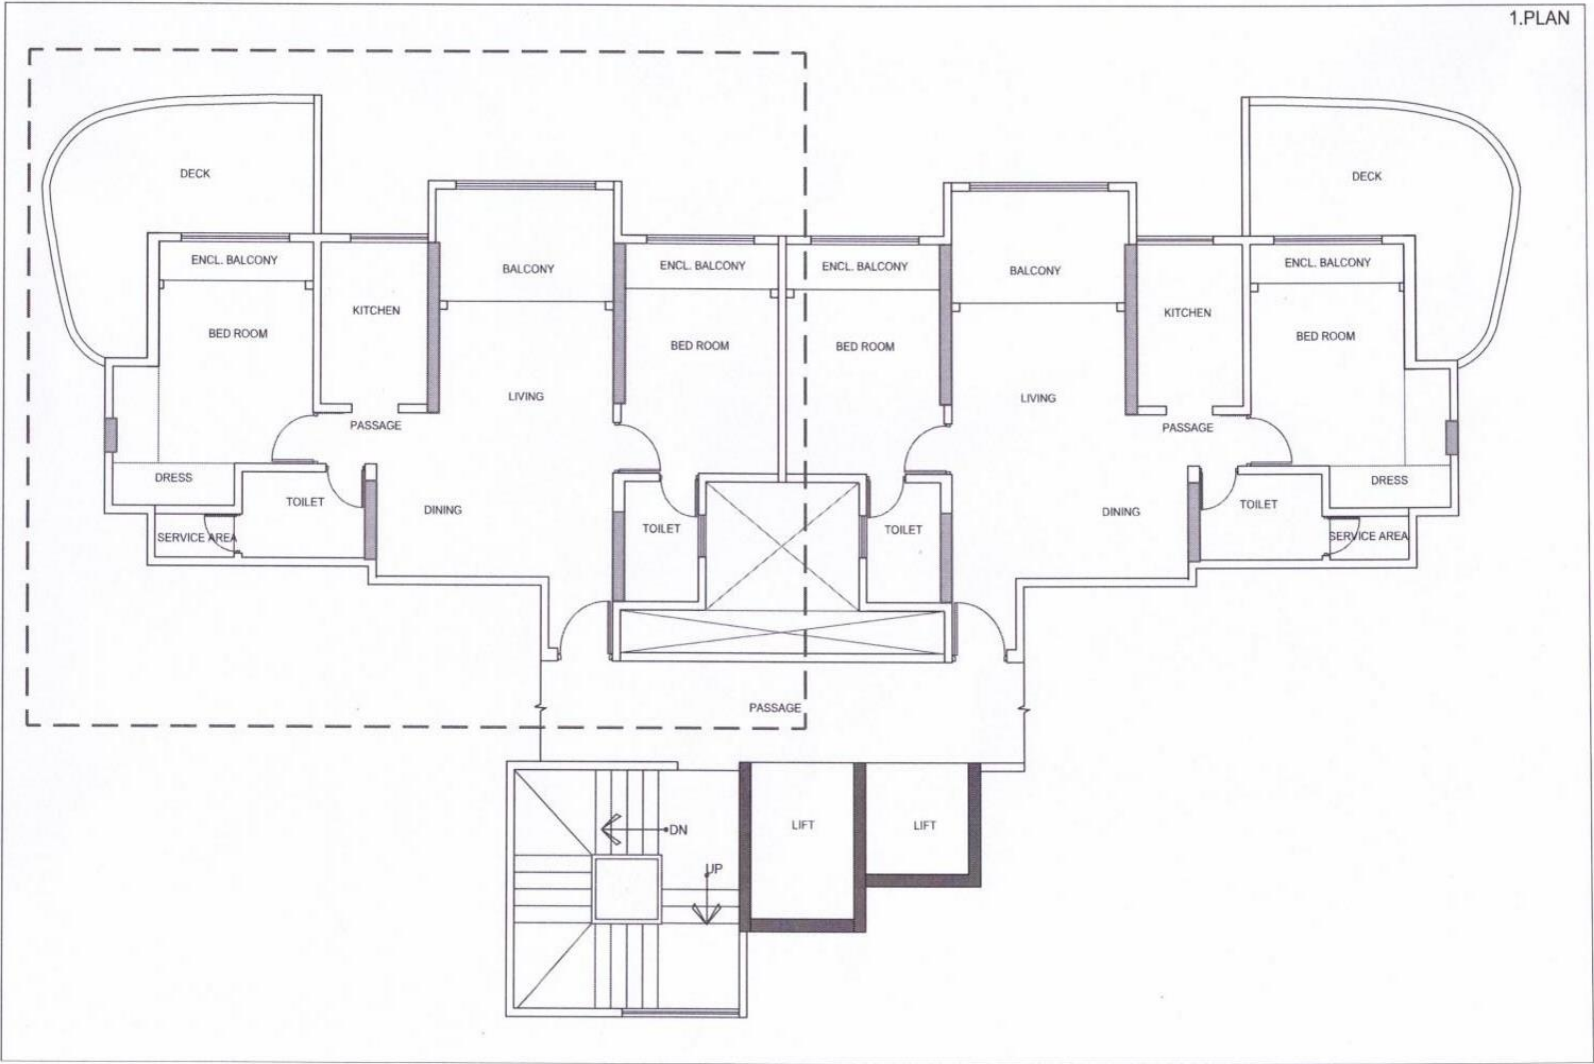 1.PLAN
DECK
DECK
ENCL. BALCONY
ENCL. BALCONY
ENCL. BALCONY
ENCL. BALCONY
BALCONY
BALCONY
KITCHEN
KITCHEN
BED ROOM
BED ROOM
BED ROOM
BED ROOM
LIVING
LIVING
PASSAGE
PASSAGE
DRESS
DRESS
TOILET
TOILET
TOILET
TOILET
DINING
DINING
SERVICE AREA
SERVICE AREA
PASSAGE
LIFT
LIFT
DN
UP